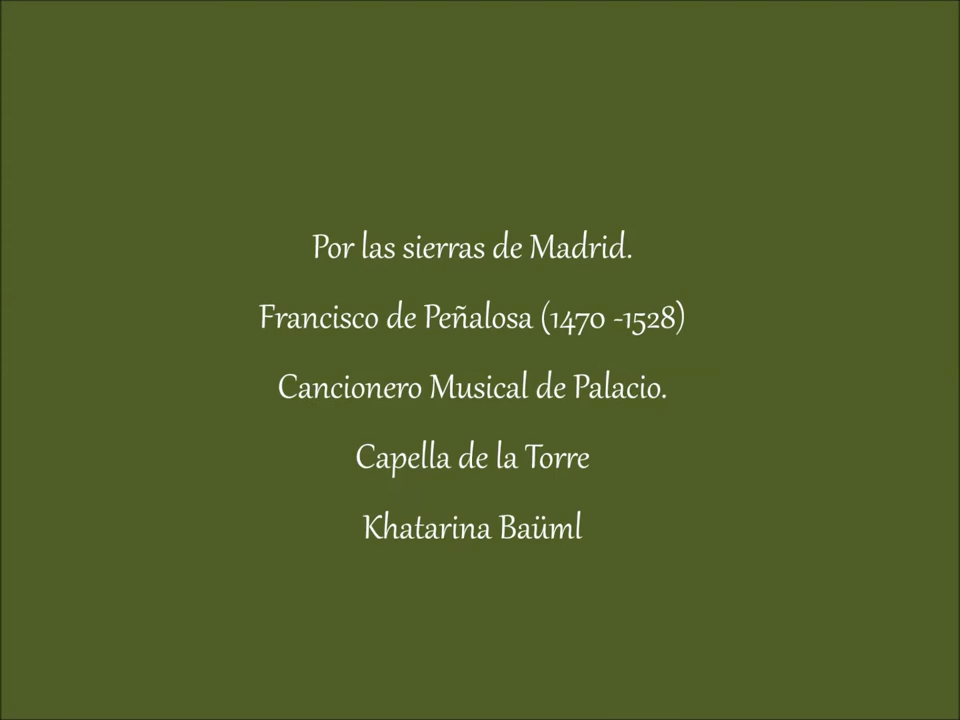 Por las sierras de Madrid.
Francisco de Peñalosa (1470 -1528)
Cancionero Musical de Palacio.
Capella de la Torre
Khatarina Baüml